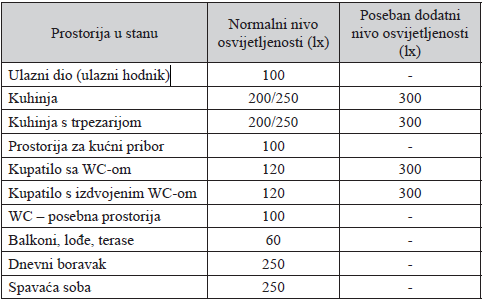 Prostorija u stanu
Normalni nivo
osvijetljenosti (lx)
Poseban dodatni
nivo osvijetljenosti
(lx)
Ulazni dio (ulazni hodnik) 100 -
Kuhinja 200/250 300
Kuhinja s trpezarijom 200/250 300
Prostorija za kućni pribor 100 -
Kupatilo sa WC-om 120 300
Kupatilo s izdvojenim WC-om 120 300
WC – posebna prostorija 100 -
Balkoni, lođe, terase 60 -
Dnevni boravak 250 -
Spavaća soba 250 -